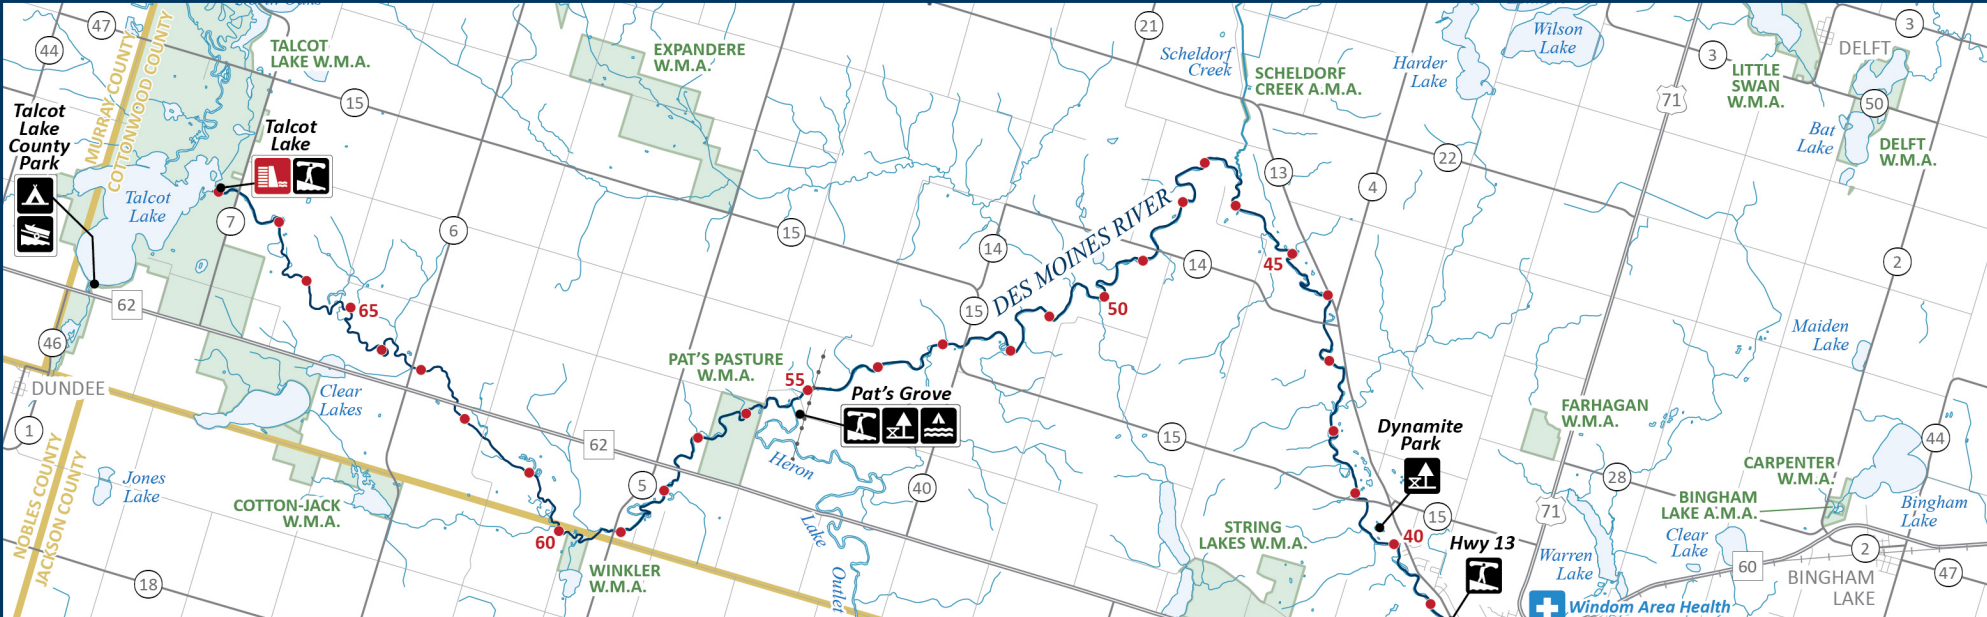 47
44
MURRAY COUNTY
COTTONWOOD COUNTY
TALCOT
LAKE W.M.A.
15
EXPANDERE
W.M.A.
21
Scheldorf
Creek
SCHELDORF
CREEK A.M.A.
Harder
Lake
Wilson
Lake
3
3
DELFT
LITTLE
SWAN
W.M.A.
71
50
Bat
Lake
DELFT
W.M.A.
Talcot
Lake
County
Park
Talcot
Lake
Talcot
Lake
7
6
15
14
DES MOINES RIVER
14
13
22
4
2
45
62
65
15
50
46
DUNDEE
Clear
Lakes
PAT'S PASTURE
W.M.A.
55
Pat's Grove
Maiden
Lake
1
62
15
Dynamite
Park
FARHAGAN
W.M.A.
44
NOBLES COUNTY
JACKSON COUNTY
Jones
Lake
Heron
Lake
Outlet
5
40
28
CARPENTER
W.M.A.
BINGHAM
LAKE A.M.A.
Bingham
Lake
COTTON-JACK
W.M.A.
71
15
STRING
LAKES W.M.A.
40
Hwy 13
Clear
Lake
60
Warren
Lake
60
2
47
BINGHAM
LAKE
18
WINKLER
W.M.A.
Windom Area Health